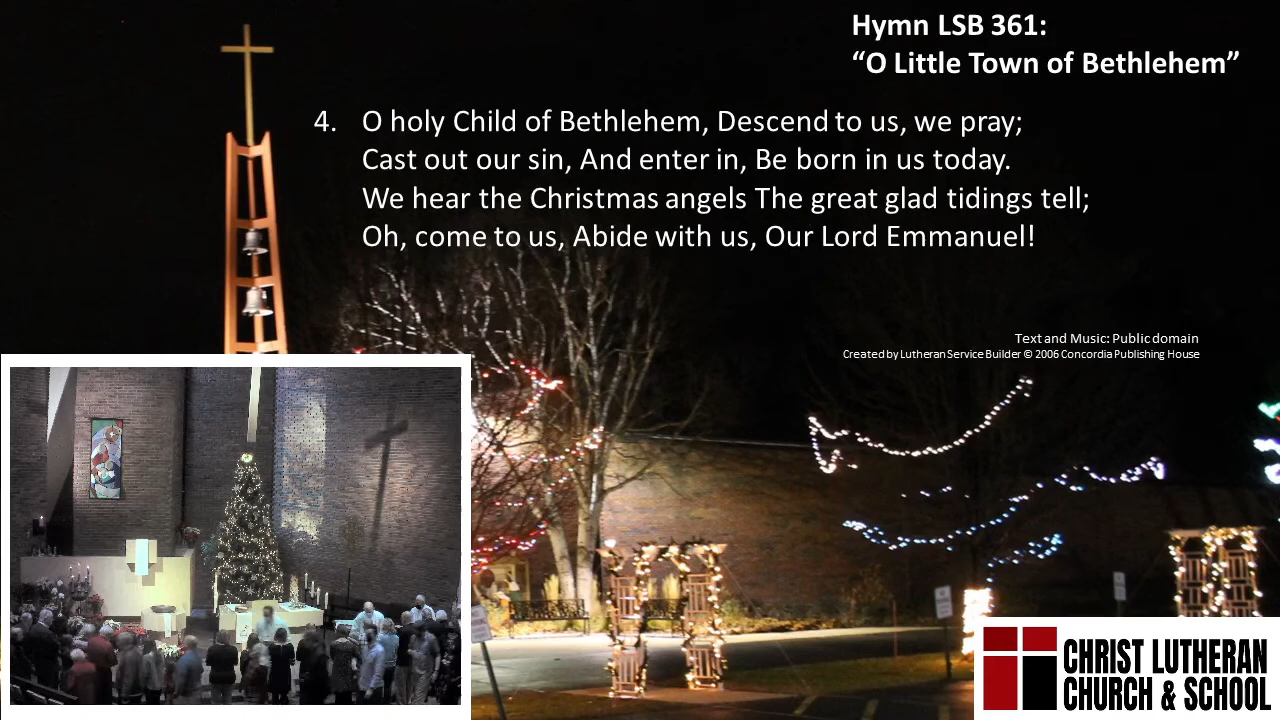 Hymn LSB 361:
“O Little Town of Bethlehem”
4. O holy Child of Bethlehem, Descend to us, we pray;
Cast out our sin, And enter in, Be born in us today.
We hear the Christmas angels The great glad tidings tell;
Oh, come to us, Abide with us, Our Lord Emmanuel!
Text and Music: Public domain
Created by Lutheran Service Builder © 2006 Concordia Publishing House
CHRIST LUTHERAN
CHURCH & SCHOOL